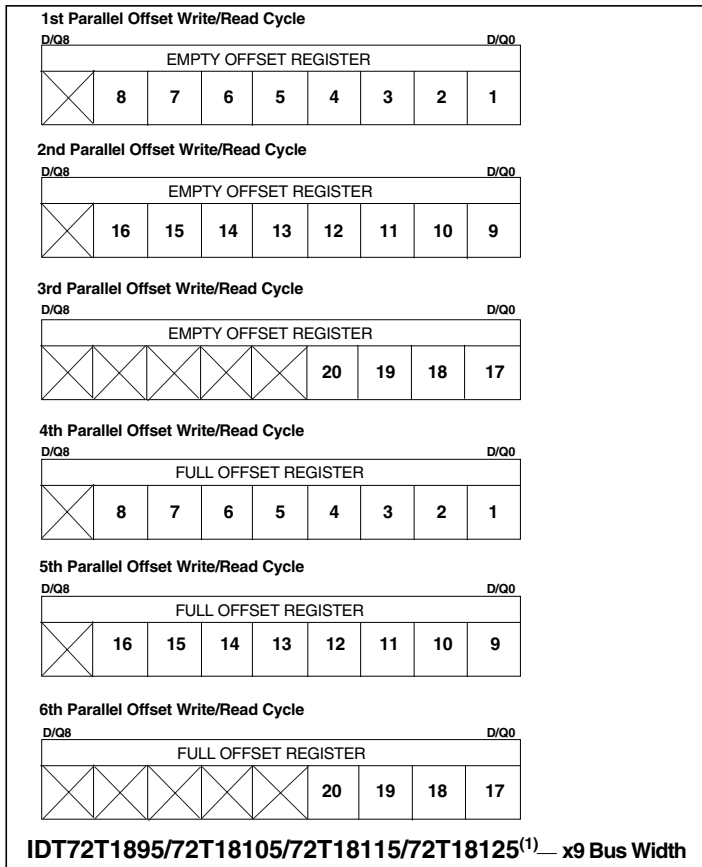 1st Parallel Offset Write/Read Cycle
D/Q8 D/Q0
EMPTY OFFSET REGISTER
8 7 6 5 4 3 2 1
2nd Parallel Offset Write/Read Cycle
D/Q8 D/Q0
EMPTY OFFSET REGISTER
16 15 14 13 12 11 10 9
3rd Parallel Offset Write/Read Cycle
D/Q8 D/Q0
EMPTY OFFSET REGISTER
20 19 18 17
4th Parallel Offset Write/Read Cycle
D/Q8 D/Q0
FULL OFFSET REGISTER
8 7 6 5 4 3 2 1
5th Parallel Offset Write/Read Cycle
D/Q8 D/Q0
FULL OFFSET REGISTER
16 15 14 13 12 11 10 9
6th Parallel Offset Write/Read Cycle
D/Q8 D/Q0
FULL OFFSET REGISTER
20 19 18 17
IDT72T1895/72T18105/72T18115/72T18125(1)— x9 Bus Width